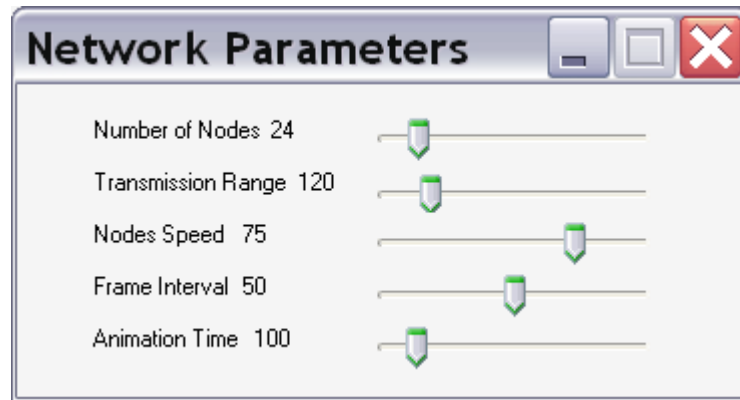 Network Parameters
Number of Nodes 24
Transmission Range 120
Nodes Speed 75
Frame Interval 50
Animation Time 100